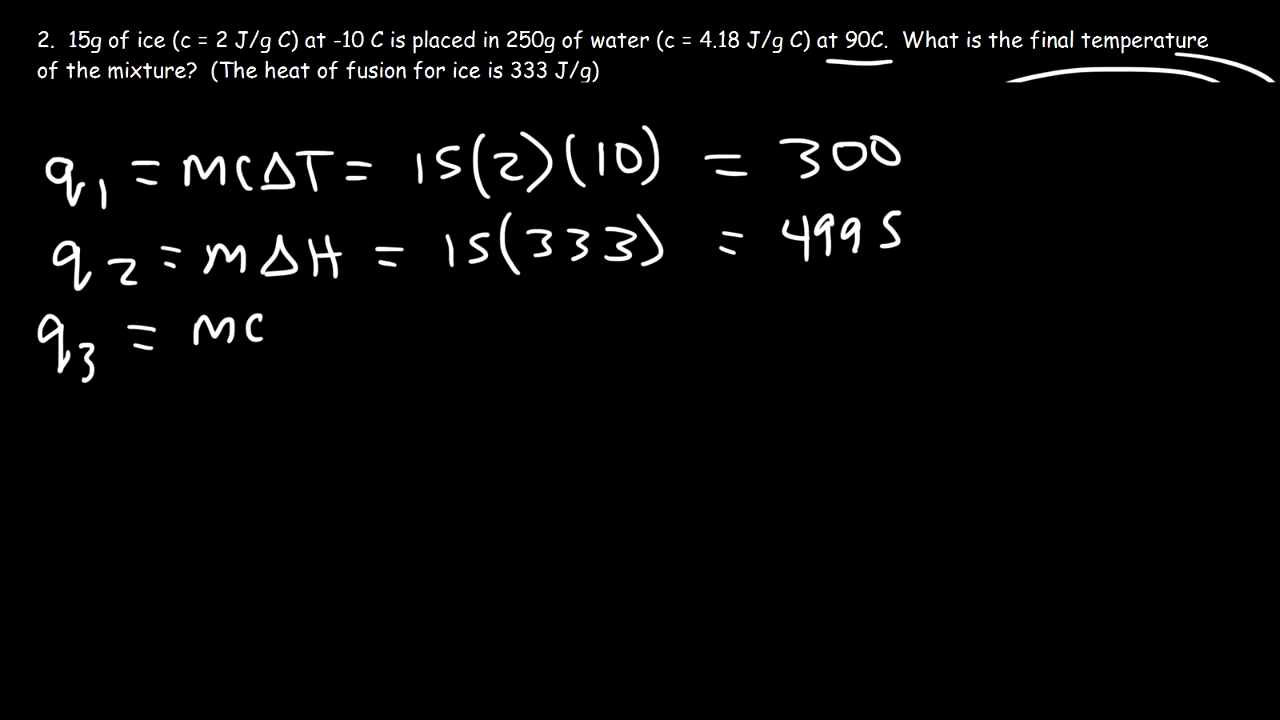 2. 15g of ice (c = 2 J/g C) at -10 C is placed in 250g of water (c = 4.18 J/g C) at 90C. What is the final temperature
of the mixture? (The heat of fusion for ice is 333 J/g)
q₁ = MCΔT = 15(2)(10) = 300
q₂ = MΔH = 15(333) = 4995
q₃ = MC